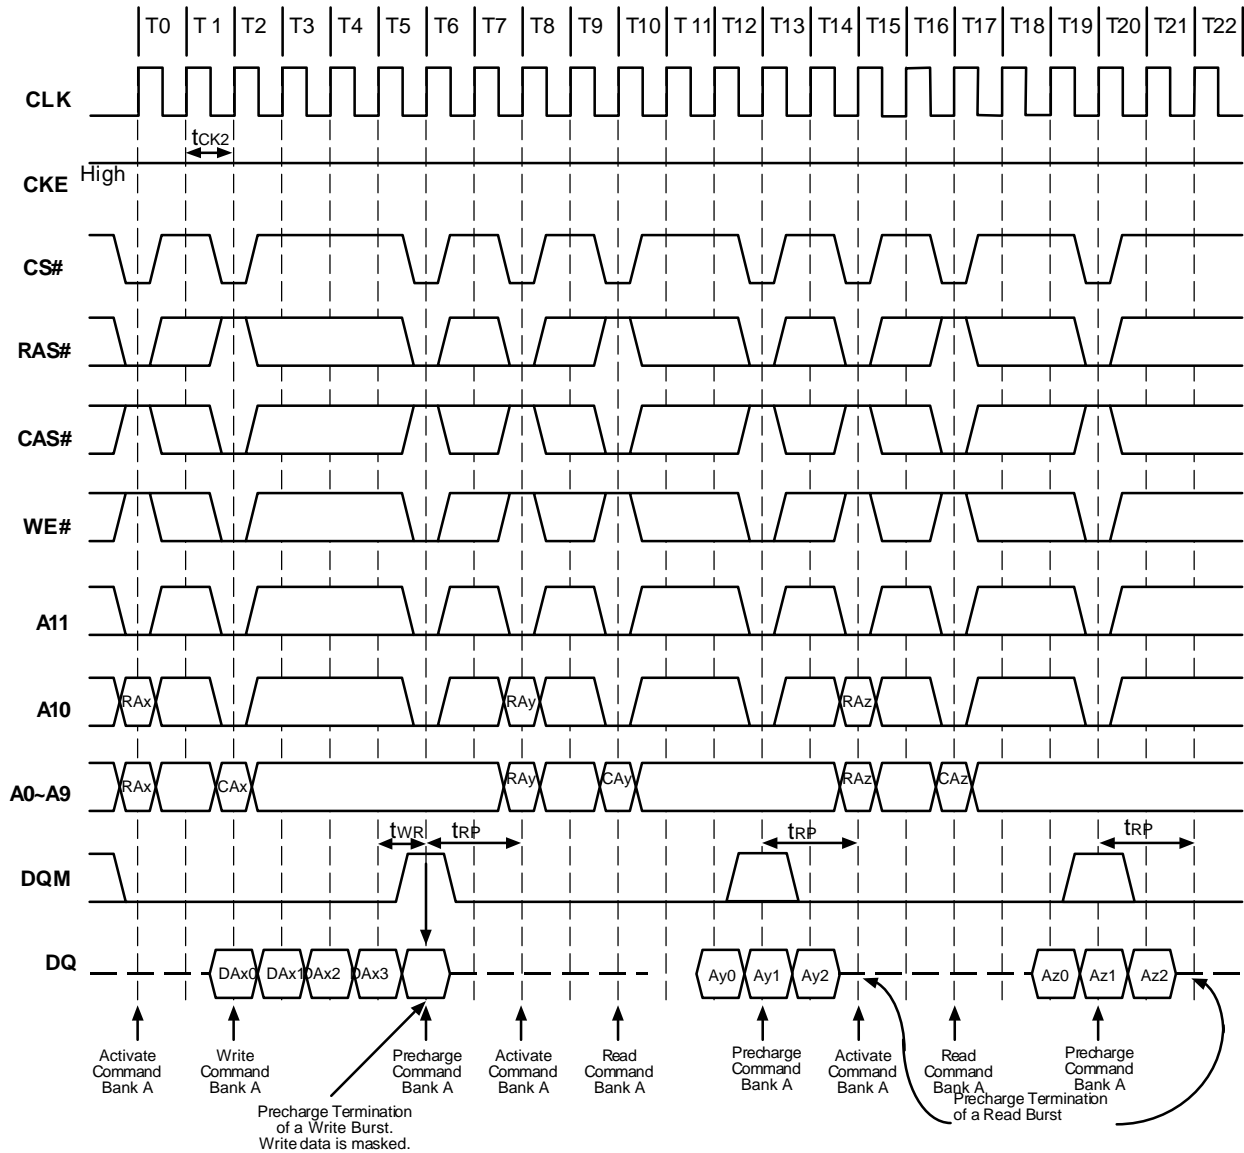 T0 T 1 T2 T3 T4 T5 T6 T7 T8 T9 T10 T 11 T12 T13 T14 T15 T16 T17 T18 T19 T20 T21 T22
CLK
tCK2
High
CKE
CS#
RAS#
CAS#
WE#
A11
A10
RAx RAy RAz
A0~A9
RAx CAx RAy CAy RAz CAz
tWR tRP tRP tRP
DQM
DQ
DAx0 DAx1 DAx2 DAx3 Ay0 Ay1 Ay2 Az0 Az1 Az2
Activate
Command
Bank A
Write
Command
Bank A
Precharge
Command
Bank A
Activate
Command
Bank A
Read
Command
Bank A
Precharge
Command
Bank A
Activate
Command
Bank A
Read
Command
Bank A
Precharge
Command
Bank A
Precharge Termination
of a Write Burst.
Write data is masked.
Precharge Termination
of a Read Burst